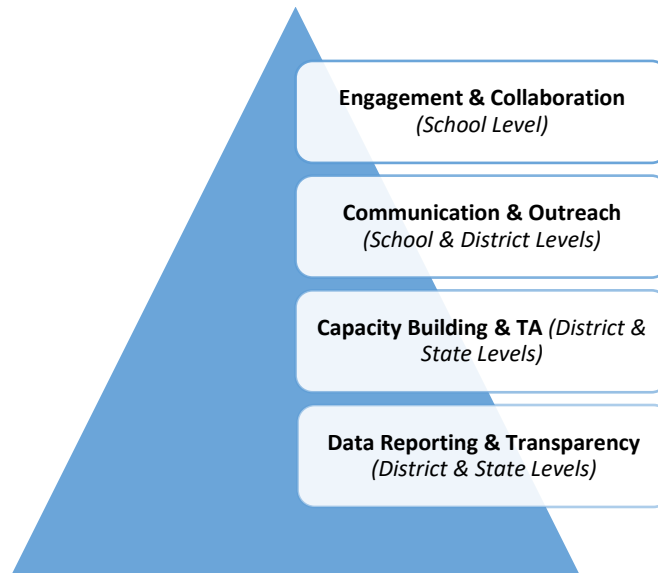 Engagement & Collaboration
(School Level)
Communication & Outreach
(School & District Levels)
Capacity Building & TA (District &
State Levels)
Data Reporting & Transparency
(District & State Levels)